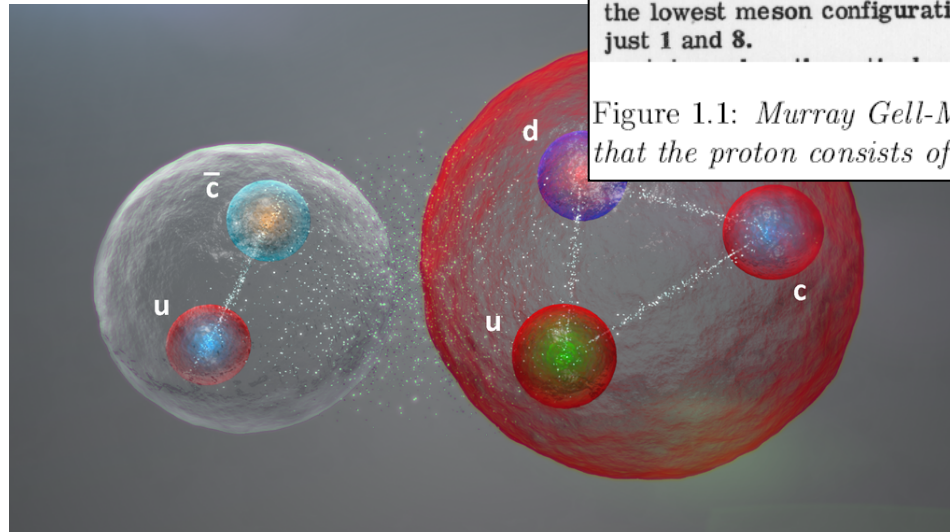 the lowest meson configurati
just 1 and 8.
Figure 1.1: Murray Gell-M
that the proton consists of
d
c̅
c
u
u